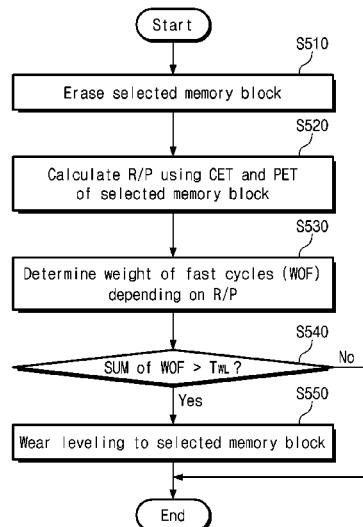 Start
S510
Erase selected memory block
S520
Calculate R/P using CET and PET
of selected memory block
S530
Determine weight of fast cycles (WOF)
depending on R/P
S540
SUM of WOF > TWL ?
No
Yes
S550
Wear leveling to selected memory block
End